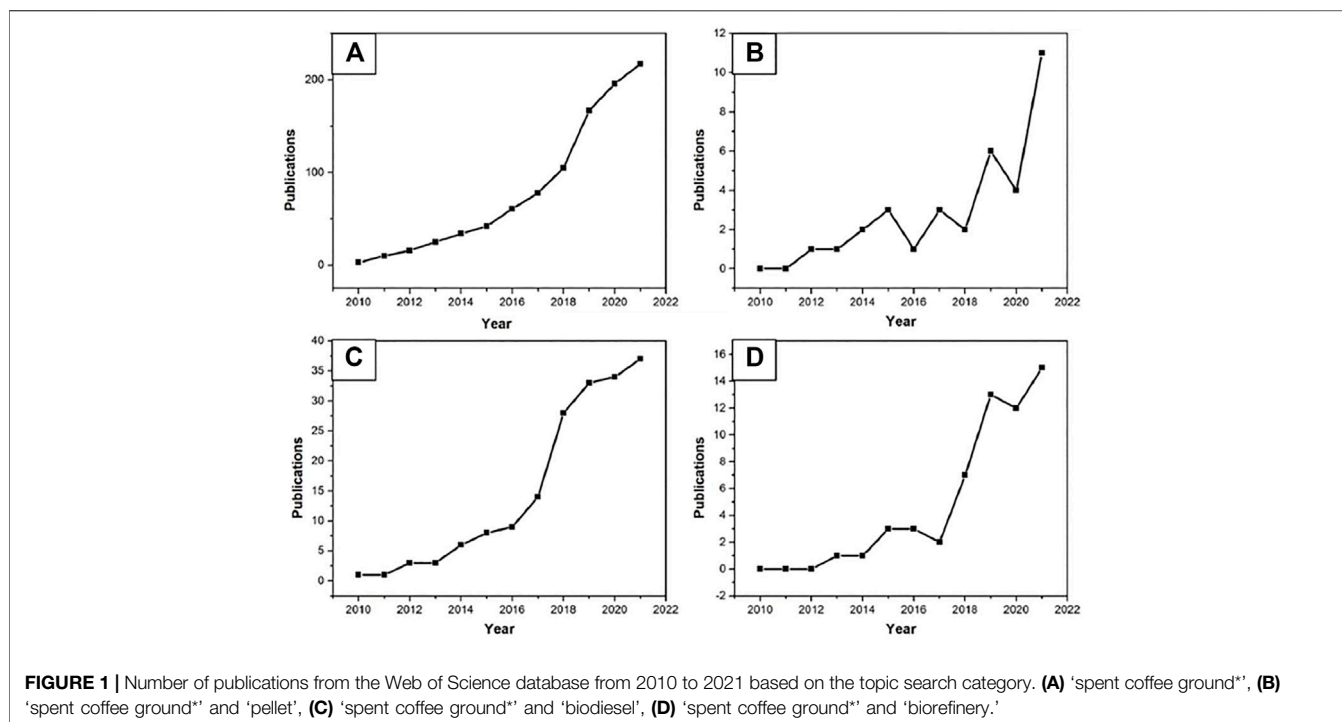 A
200
100
0
Publications
2010 2012 2014 2016 2018 2020 2022
Year
B
12
10
8
6
4
2
0
Publications
2010 2012 2014 2016 2018 2020 2022
Year
C
40
35
30
25
20
15
10
5
0
Publications
2010 2012 2014 2016 2018 2020 2022
Year
D
16
14
12
10
8
6
4
2
0
-2
Publications
2010 2012 2014 2016 2018 2020 2022
Year
FIGURE 1 | Number of publications from the Web of Science database from 2010 to 2021 based on the topic search category. (A) ‘spent coffee ground*’, (B)
‘spent coffee ground*’ and ‘pellet’, (C) ‘spent coffee ground*’ and ‘biodiesel’, (D) ‘spent coffee ground*’ and ‘biorefinery.’